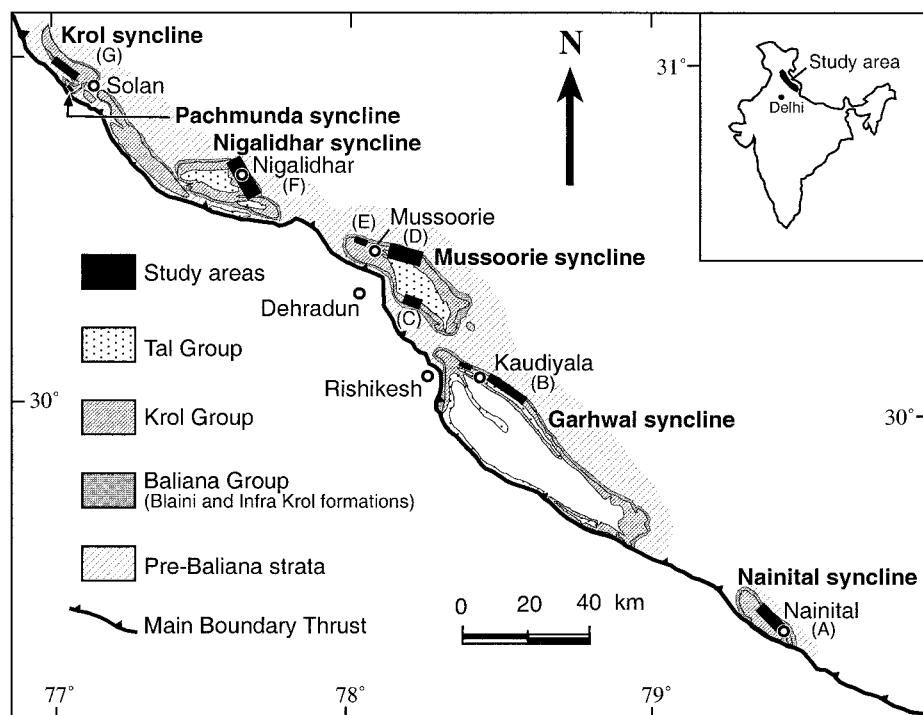 Krol syncline
(G)
Solan
Pachmunda syncline
Nigalidhar syncline
Nigalidhar
(F)
N
31°
Study area
Delhi
(E)
Mussoorie
(D)
Mussoorie syncline
Dehradun
(C)
Study areas
Tal Group
Krol Group
Baliana Group
(Blaini and Infra Krol formations)
Pre-Baliana strata
Main Boundary Thrust
30°
Rishikesh
Kaudiyala
(B)
Garhwal syncline
30°
Nainital syncline
Nainital
(A)
0 20 40 km
77° 78° 79°